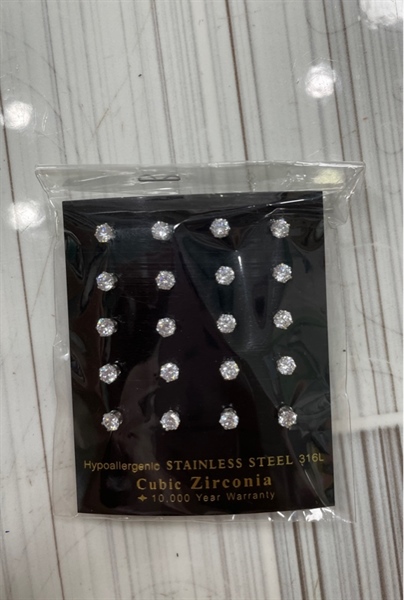 Hypoallergenic STAINLESS STEEL 316L
Cubic Zirconia
10,000 Year Warranty